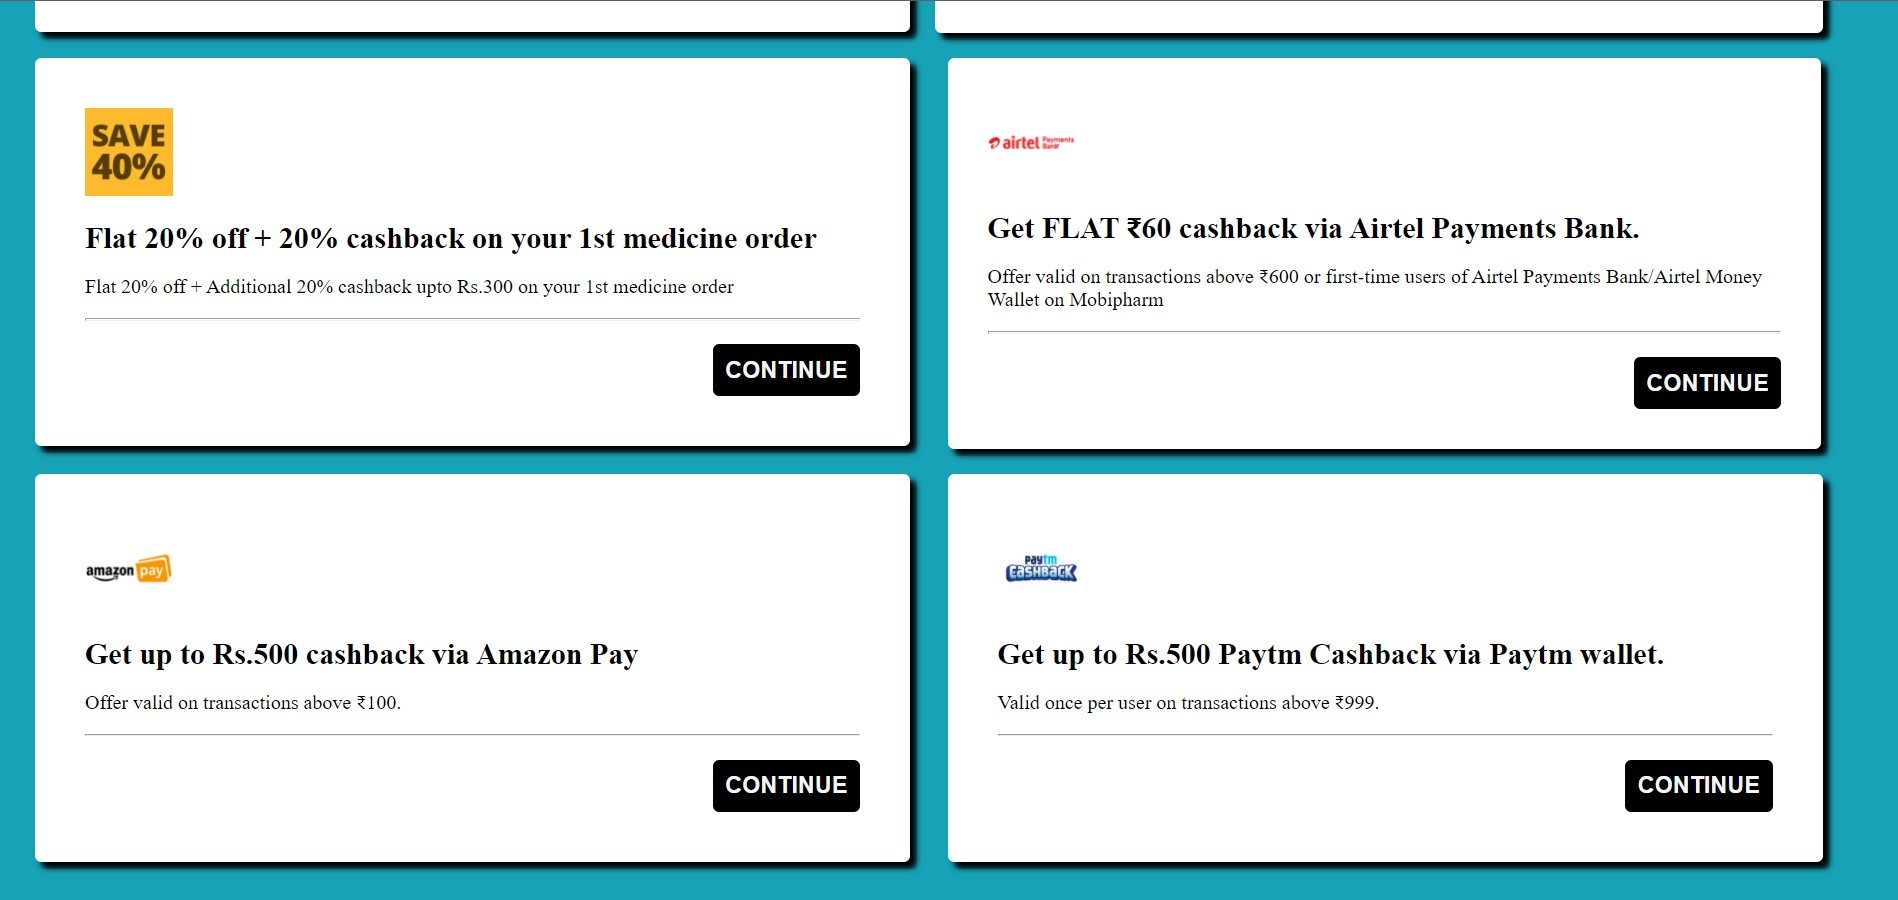 SAVE
40%
Flat 20% off + 20% cashback on your 1st medicine order
Flat 20% off + Additional 20% cashback upto Rs.300 on your 1st medicine order
CONTINUE
airtel Payments
Bank
Get FLAT ₹60 cashback via Airtel Payments Bank.
Offer valid on transactions above ₹600 or first-time users of Airtel Payments Bank/Airtel Money
Wallet on Mobipharm
CONTINUE
amazon pay
Get up to Rs.500 cashback via Amazon Pay
Offer valid on transactions above ₹100.
CONTINUE
paytm
CASHBACK
Get up to Rs.500 Paytm Cashback via Paytm wallet.
Valid once per user on transactions above ₹999.
CONTINUE